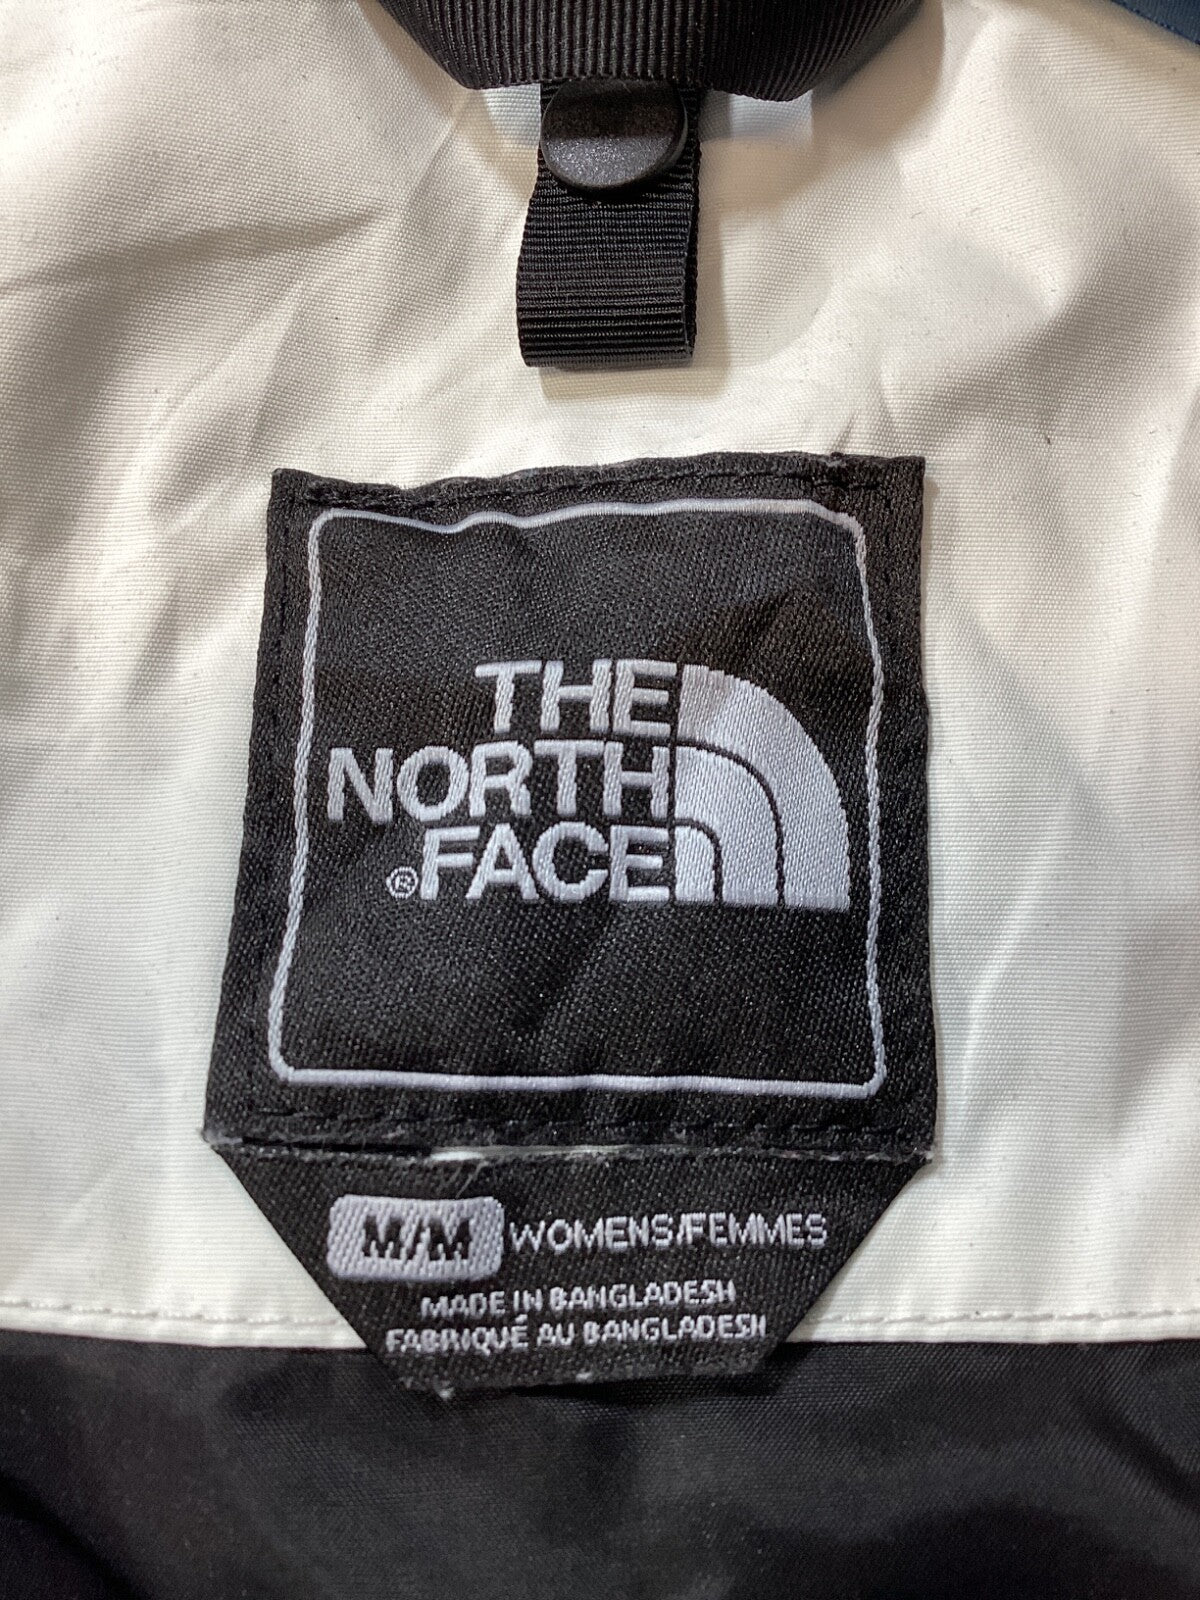 THE
NORTH
®FACE
M/M WOMENS/FEMMES
MADE IN BANGLADESH
FABRIQUÉ AU BANGLADESH